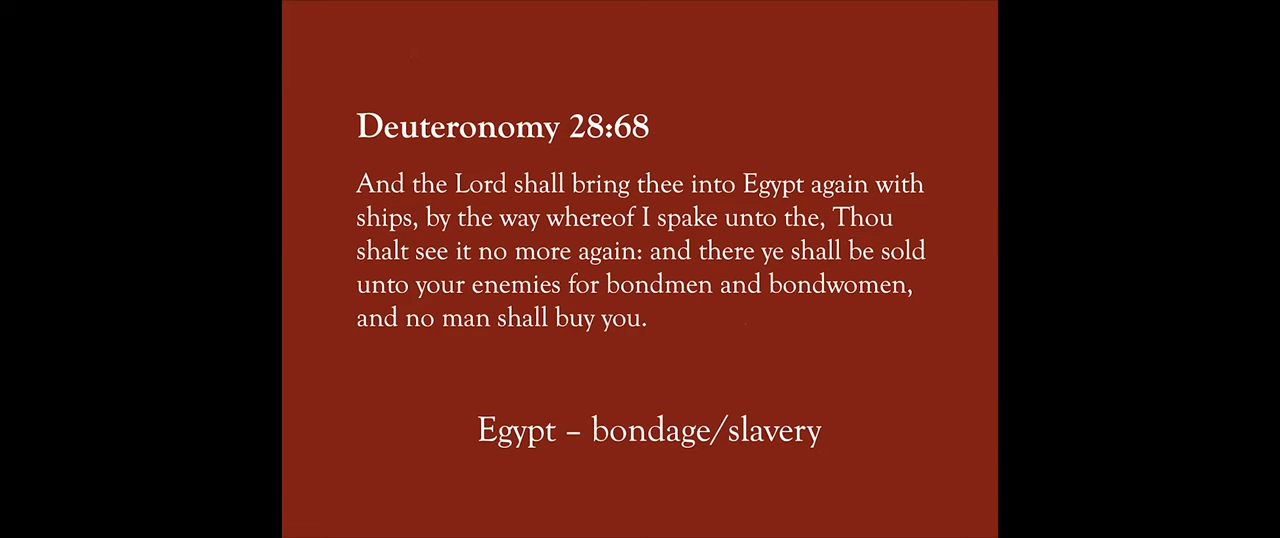 Deuteronomy 28:68
And the Lord shall bring thee into Egypt again with
ships, by the way whereof I spake unto the, Thou
shalt see it no more again: and there ye shall be sold
unto your enemies for bondmen and bondwomen,
and no man shall buy you.
Egypt – bondage/slavery